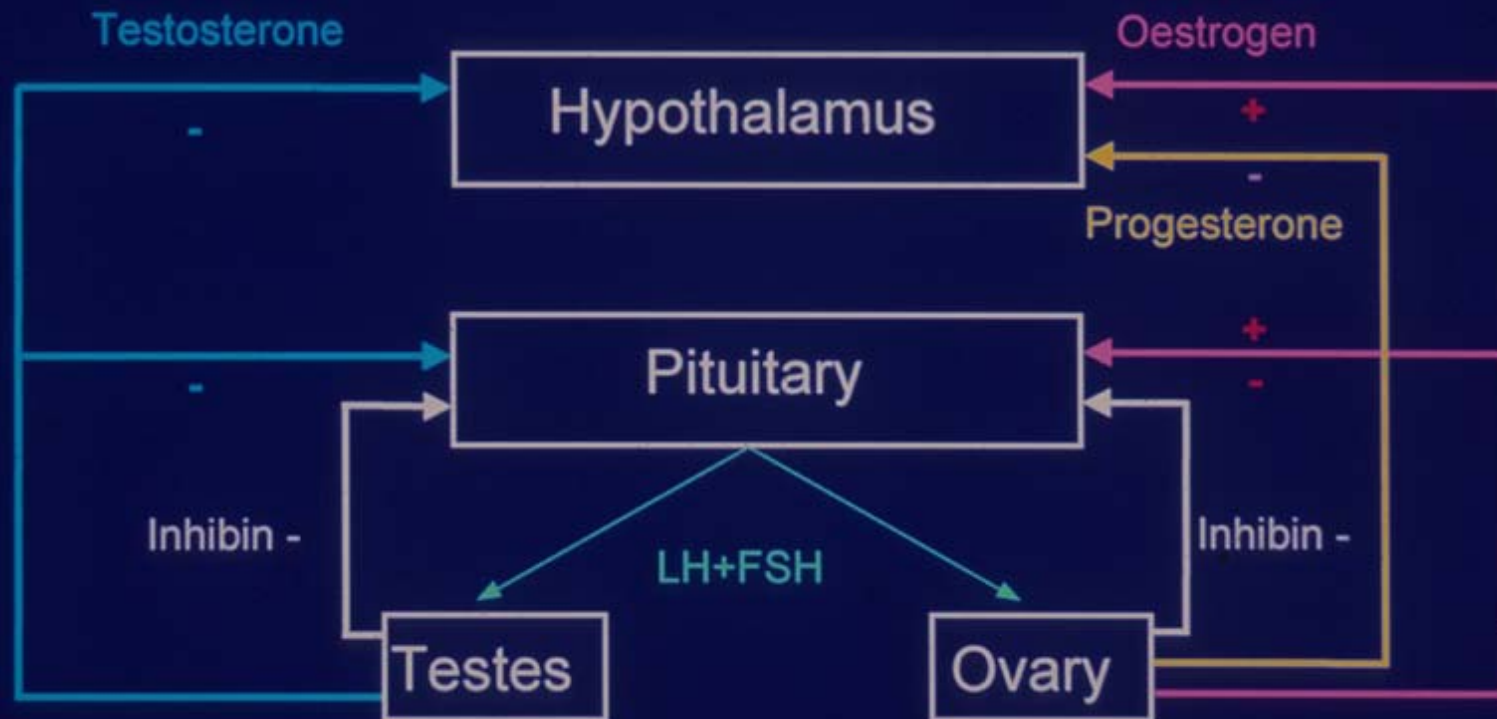 Testosterone
Oestrogen
-
Hypothalamus
+
-
Progesterone
+
-
Pituitary
-
Inhibin -
LH+FSH
Inhibin -
Testes
Ovary